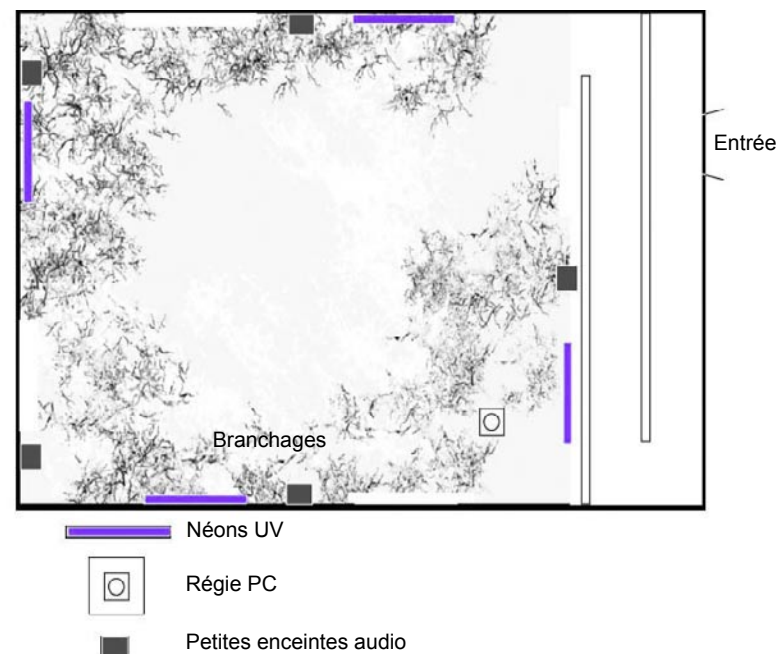 Entrée
Branchages
Néons UV
Régie PC
Petites enceintes audio